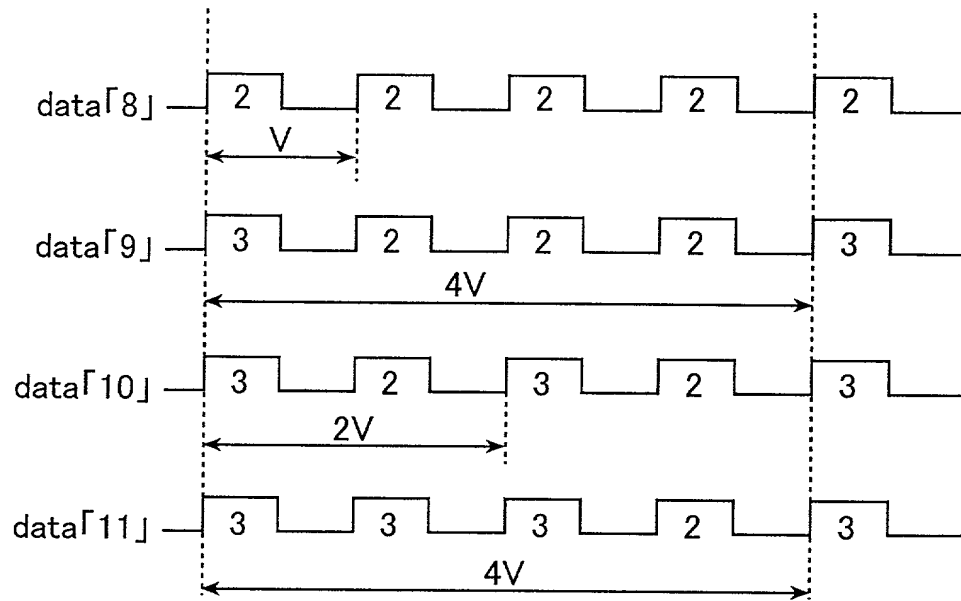 data「8」 2 2 2 2 2
V
data「9」 3 2 2 2 3
4V
data「10」 3 2 3 2 3
2V
data「11」 3 3 3 2 3
4V